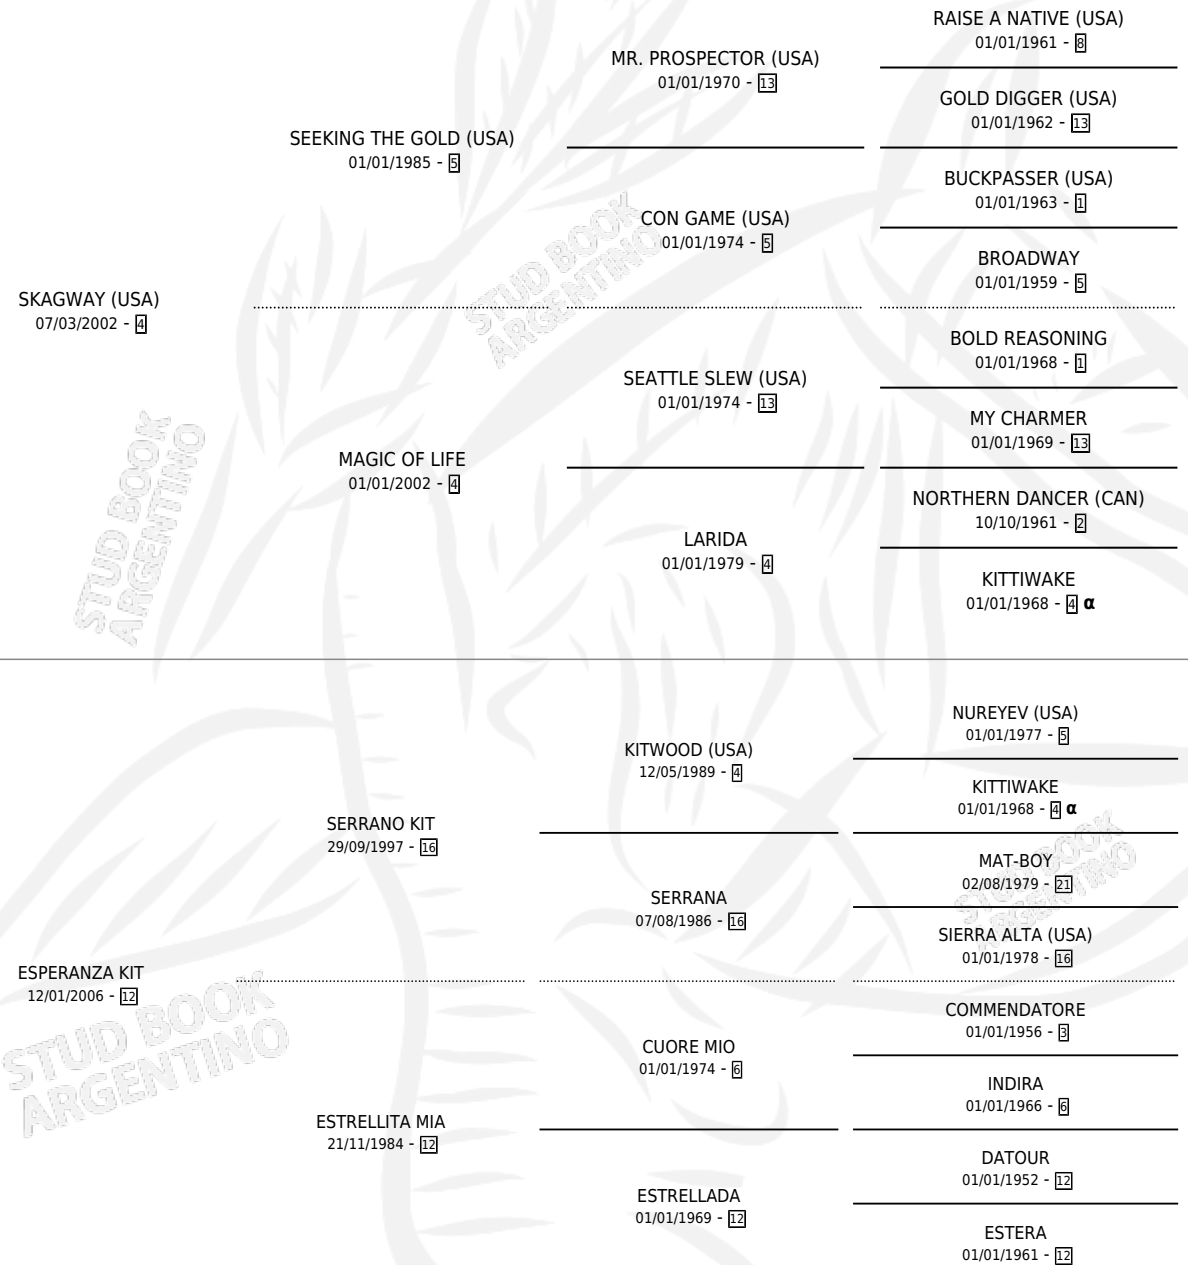 RAISE A NATIVE (USA)
01/01/1961 - 8
MR. PROSPECTOR (USA)
01/01/1970 - 13
GOLD DIGGER (USA)
01/01/1962 - 13
SEEKING THE GOLD (USA)
01/01/1985 - 5
BUCKPASSER (USA)
01/01/1963 - 1
CON GAME (USA)
01/01/1974 - 5
BROADWAY
01/01/1959 - 5
SKAGWAY (USA)
07/03/2002 - 4
BOLD REASONING
01/01/1968 - 1
SEATTLE SLEW (USA)
01/01/1974 - 13
MY CHARMER
01/01/1969 - 13
MAGIC OF LIFE
01/01/2002 - 4
NORTHERN DANCER (CAN)
10/10/1961 - 2
LARIDA
01/01/1979 - 4
KITTIWAKE
01/01/1968 - 4 α
NUREYEV (USA)
01/01/1977 - 5
KITWOOD (USA)
12/05/1989 - 4
KITTIWAKE
01/01/1968 - 4 α
SERRANO KIT
29/09/1997 - 16
MAT-BOY
02/08/1979 - 21
SERRANA
07/08/1986 - 16
SIERRA ALTA (USA)
01/01/1978 - 16
ESPERANZA KIT
12/01/2006 - 12
COMMENDATORE
01/01/1956 - 3
CUORE MIO
01/01/1974 - 6
INDIRA
01/01/1966 - 6
ESTRELLITA MIA
21/11/1984 - 12
DATOUR
01/01/1952 - 12
ESTRELLADA
01/01/1969 - 12
ESTERA
01/01/1961 - 12
STUD BOOK
ARGENTINO
STUD BOOK
ARGENTINO
STUD BOOK
ARGENTINO
STUD BOOK
ARGENTINO